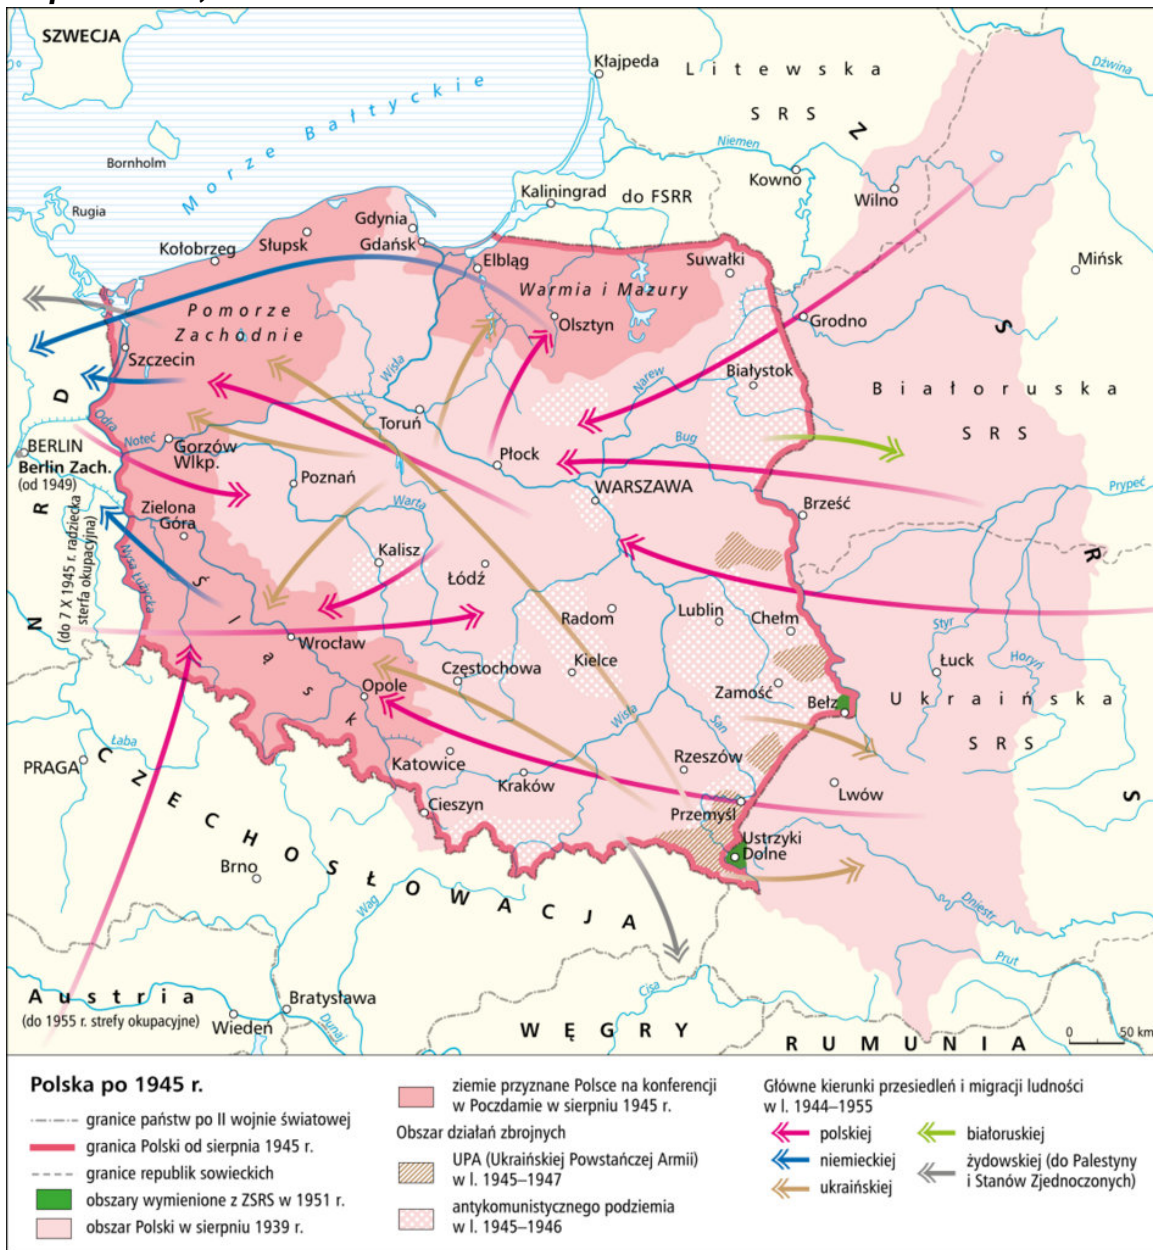 SZWECJA
Kłajpeda
Litewska
SRS
Dźwina
Morze Bałtyckie
Bornholm
Niemen
Kowno
Wilno
Rugia
Kaliningrad
do FSRR
Gdynia
Gdańsk
Słupsk
Kołobrzeg
Elbląg
Suwałki
Mińsk
Warmia i Mazury
Pomorze
Zachodnie
Olsztyn
Grodno
Szczecin
Białystok
Narew
Wisła
Białoruska
SRS
Toruń
Odra
Noteć
BERLIN
Berlin Zach.
(od 1949)
Gorzów
Wlkp.
Płock
Bug
Poznań
WARSZAWA
Prypeć
Brześć
Warta
Zielona
Góra
NRD
(do 7 X 1945 r. radziecka
sterfa okupacyjna)
Nysa Łużycka
Kalisz
Łódź
Śląsk
Radom
Lublin
Chełm
Styr
Horyń
Łuck
Wrocław
Częstochowa
Kielce
Zamość
Opole
Bełz
Ukraińska
SRS
ZSRS
Wisła
San
Łaba
PRAGA
Katowice
Kraków
Rzeszów
Lwów
Cieszyn
Przemyśl
Ustrzyki
Dolne
CZECHOSŁOWACJA
Brno
Wag
Dniestr
Prut
Cisa
Austria
(do 1955 r. strefy okupacyjne)
Bratysława
Wiedeń
Dunaj
WĘGRY
RUMUNIA
0 50 km
Polska po 1945 r.
granice państw po II wojnie światowej
granica Polski od sierpnia 1945 r.
granice republik sowieckich
obszary wymienione z ZSRS w 1951 r.
obszar Polski w sierpniu 1939 r.
ziemie przyznane Polsce na konferencji
w Poczdamie w sierpniu 1945 r.
Obszar działań zbrojnych
UPA (Ukraińskiej Powstańczej Armii)
w l. 1945–1947
antykomunistycznego podziemia
w l. 1945–1946
Główne kierunki przesiedleń i migracji ludności
w l. 1944–1955
polskiej
niemieckiej
ukraińskiej
białoruskiej
żydowskiej (do Palestyny
i Stanów Zjednoczonych)